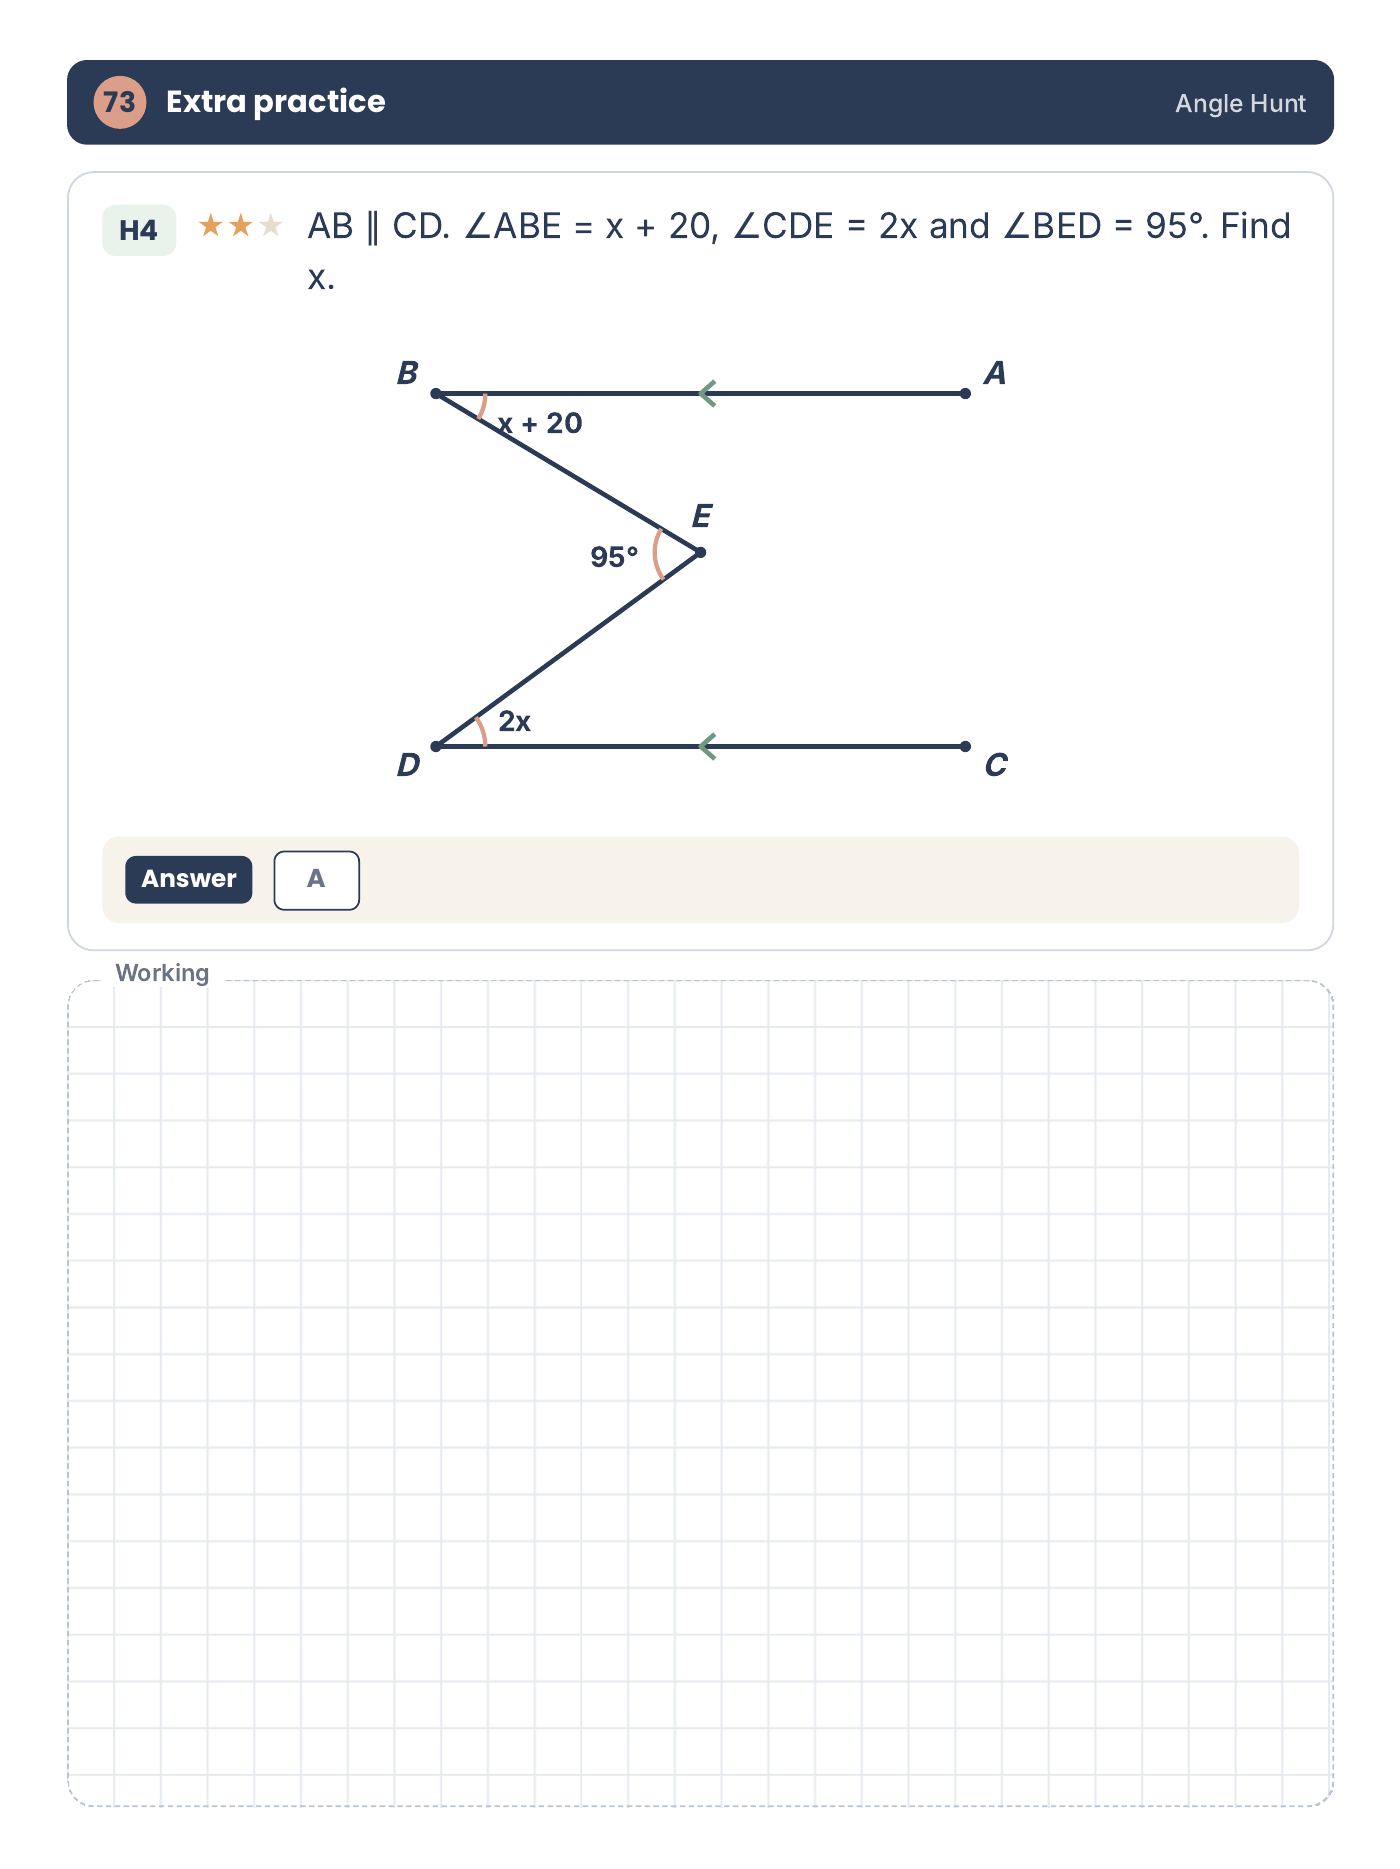 73 Extra practice Angle Hunt
H4 ★★★ AB ∥ CD. ∠ABE = x + 20, ∠CDE = 2x and ∠BED = 95°. Find
x.
B A
x + 20
E
95°
2x
D C
Answer A
Working